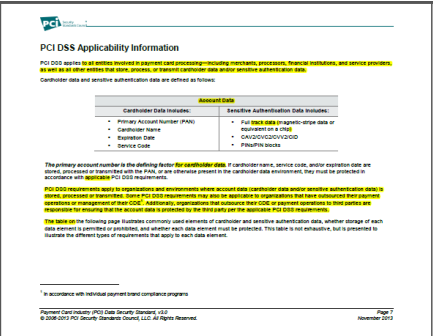 PCI Security
PCI DSS Applicability Information
PCI DSS applies to all entities involved in payment card processing—including merchants, processors, financial institutions, and service providers,
as well as all other entities that store, process, or transmit cardholder data and/or sensitive authentication data.
Cardholder data and sensitive authentication data are defined as follows:
Account Data
Cardholder Data includes: Sensitive Authentication Data includes:
• Primary Account Number (PAN)
• Cardholder Name
• Expiration Date
• Service Code
• Full track data (magnetic-stripe data or
equivalent on a chip)
• CAV2/CVC2/CVV2/CID
• PINs/PIN blocks
The primary account number is the defining factor for cardholder data. If cardholder name, service code, and/or expiration date are
stored, processed or transmitted with the PAN, or are otherwise present in the cardholder data environment, they must be protected in
accordance with applicable PCI DSS requirements.
PCI DSS requirements apply to organizations and environments where account data (cardholder data and/or sensitive authentication data) is
stored, processed or transmitted. Some PCI DSS requirements may also be applicable to organizations that have outsourced their payment
operations or management of their CDE1. Additionally, organizations that outsource their CDE or payment operations to third parties are
responsible for ensuring that the account data is protected by the third party per the applicable PCI DSS requirements.
The table on the following page illustrates commonly used elements of cardholder and sensitive authentication data, whether storage of each
data element is permitted or prohibited, and whether each data element must be protected. This table is not exhaustive, but is presented to
illustrate the different types of requirements that apply to each data element.
1 In accordance with individual payment brand compliance programs
Payment Card Industry (PCI) Data Security Standard, v3.0 Page 7
© 2006-2013 PCI Security Standards Council, LLC. All Rights Reserved. November 2013